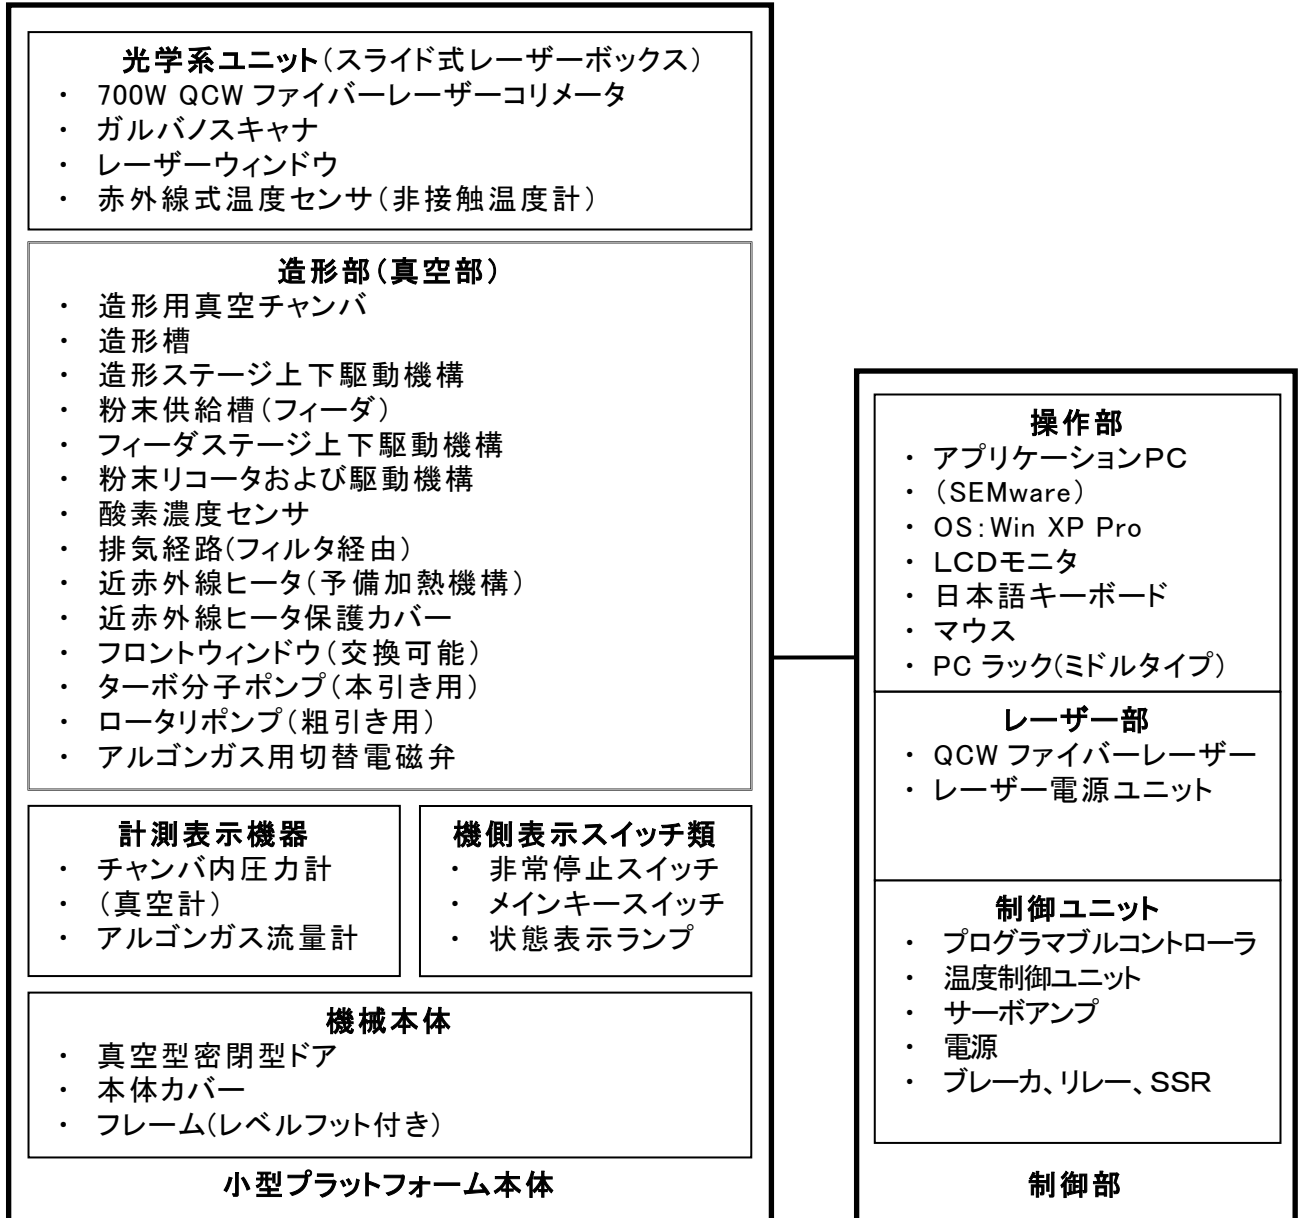 光学系ユニット（スライド式レーザーボックス）
・ 700W QCW ファイバーレーザーコリメータ
・ ガルバノスキャナ
・ レーザーウィンドウ
・ 赤外線式温度センサ（非接触温度計）
造形部（真空部）
・ 造形用真空チャンバ
・ 造形槽
・ 造形ステージ上下駆動機構
・ 粉末供給槽（フィーダ）
・ フィーダステージ上下駆動機構
・ 粉末リコータおよび駆動機構
・ 酸素濃度センサ
・ 排気経路(フィルタ経由）
・ 近赤外線ヒータ（予備加熱機構）
・ 近赤外線ヒータ保護カバー
・ フロントウィンドウ（交換可能）
・ ターボ分子ポンプ（本引き用）
・ ロータリポンプ（粗引き用）
・ アルゴンガス用切替電磁弁
計測表示機器
・ チャンバ内圧力計
・ （真空計）
・ アルゴンガス流量計
機側表示スイッチ類
・ 非常停止スイッチ
・ メインキースイッチ
・ 状態表示ランプ
機械本体
・ 真空型密閉型ドア
・ 本体カバー
・ フレーム(レベルフット付き）
小型プラットフォーム本体
操作部
・ アプリケーションPC
・ （SEMware）
・ OS：Win XP Pro
・ LCDモニタ
・ 日本語キーボード
・ マウス
・ PC ラック(ミドルタイプ）
レーザー部
・ QCW ファイバーレーザー
・ レーザー電源ユニット
制御ユニット
・ プログラマブルコントローラ
・ 温度制御ユニット
・ サーボアンプ
・ 電源
・ ブレーカ、リレー、SSR
制御部